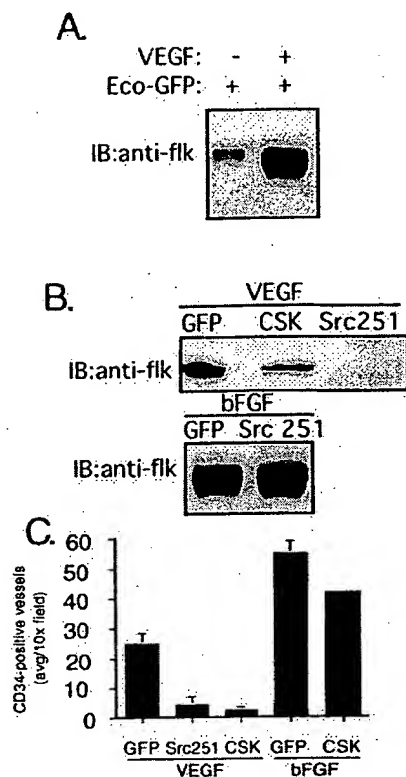 A.
VEGF: - +
Eco-GFP: + +
IB:anti-flk
B.
VEGF
GFP CSK Src251
IB:anti-flk
bFGF
GFP Src 251
IB:anti-flk
C.
CD34-positive vessels
(avg/10x field)
60
50
40
30
20
10
0
GFP Src251 CSK GFP CSK
VEGF bFGF